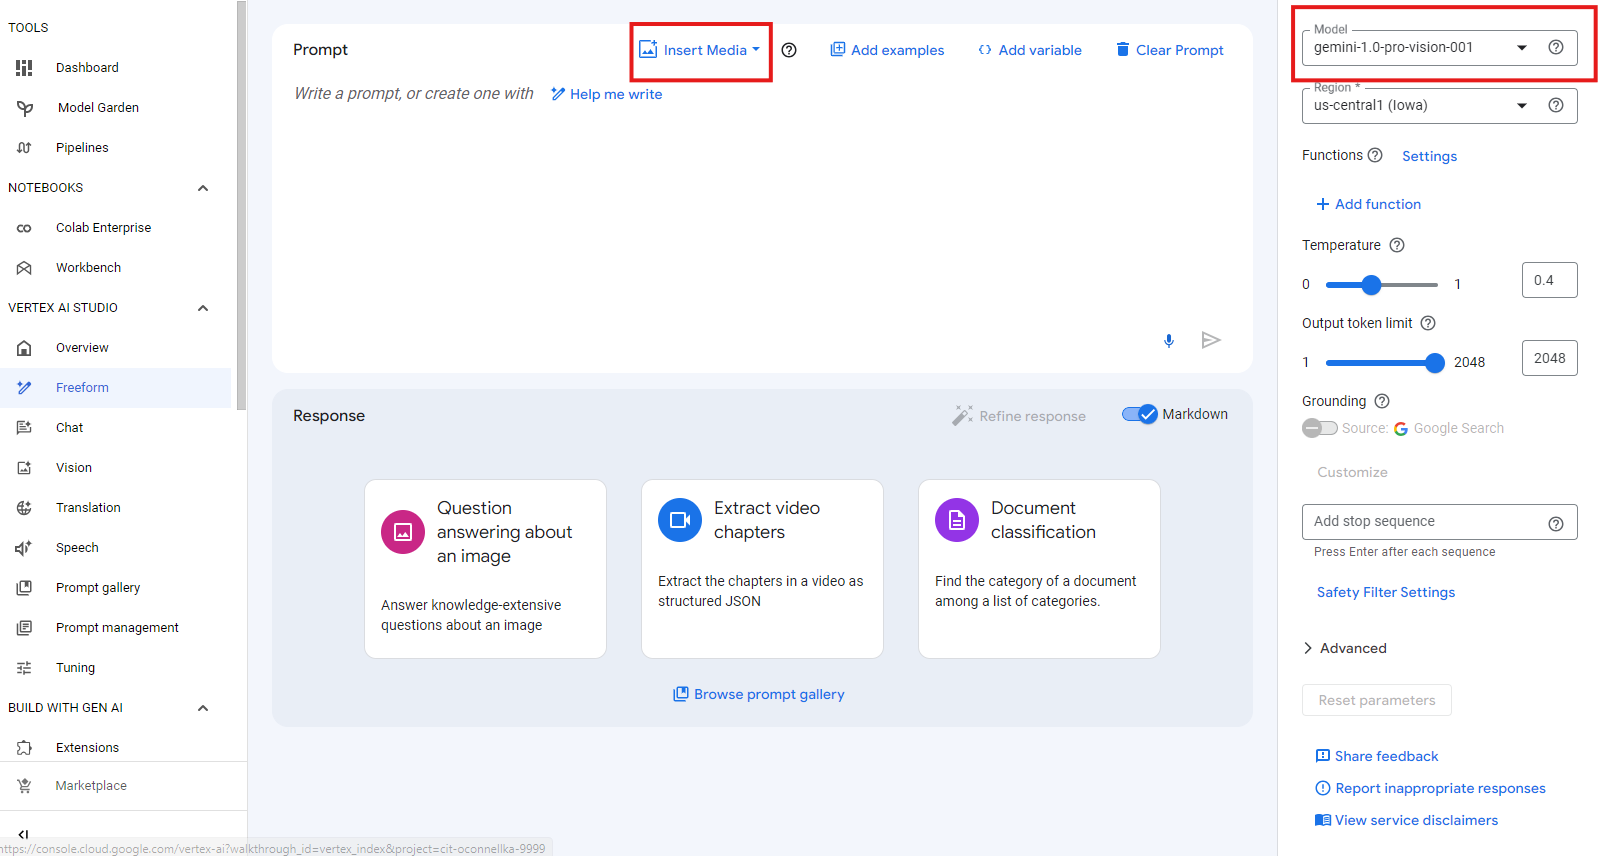 TOOLS
Dashboard
Model Garden
Pipelines
NOTEBOOKS
Colab Enterprise
Workbench
VERTEX AI STUDIO
Overview
Freeform
Chat
Vision
Translation
Speech
Prompt gallery
Prompt management
Tuning
BUILD WITH GEN AI
Extensions
Marketplace
https://console.cloud.google.com/vertex-ai?walkthrough_id=vertex_index&project=cit-oconnellka-9999
Prompt
Insert Media
Add examples
Add variable
Clear Prompt
Write a prompt, or create one with Help me write
Response
Refine response
Markdown
Question
answering about
an image
Answer knowledge-extensive
questions about an image
Extract video
chapters
Extract the chapters in a video as
structured JSON
Document
classification
Find the category of a document
among a list of categories.
Browse prompt gallery
Model
gemini-1.0-pro-vision-001
Region *
us-central1 (Iowa)
Functions Settings
Add function
Temperature
0 1 0.4
Output token limit
1 2048 2048
Grounding
Source: Google Search
Customize
Add stop sequence
Press Enter after each sequence
Safety Filter Settings
Advanced
Reset parameters
Share feedback
Report inappropriate responses
View service disclaimers